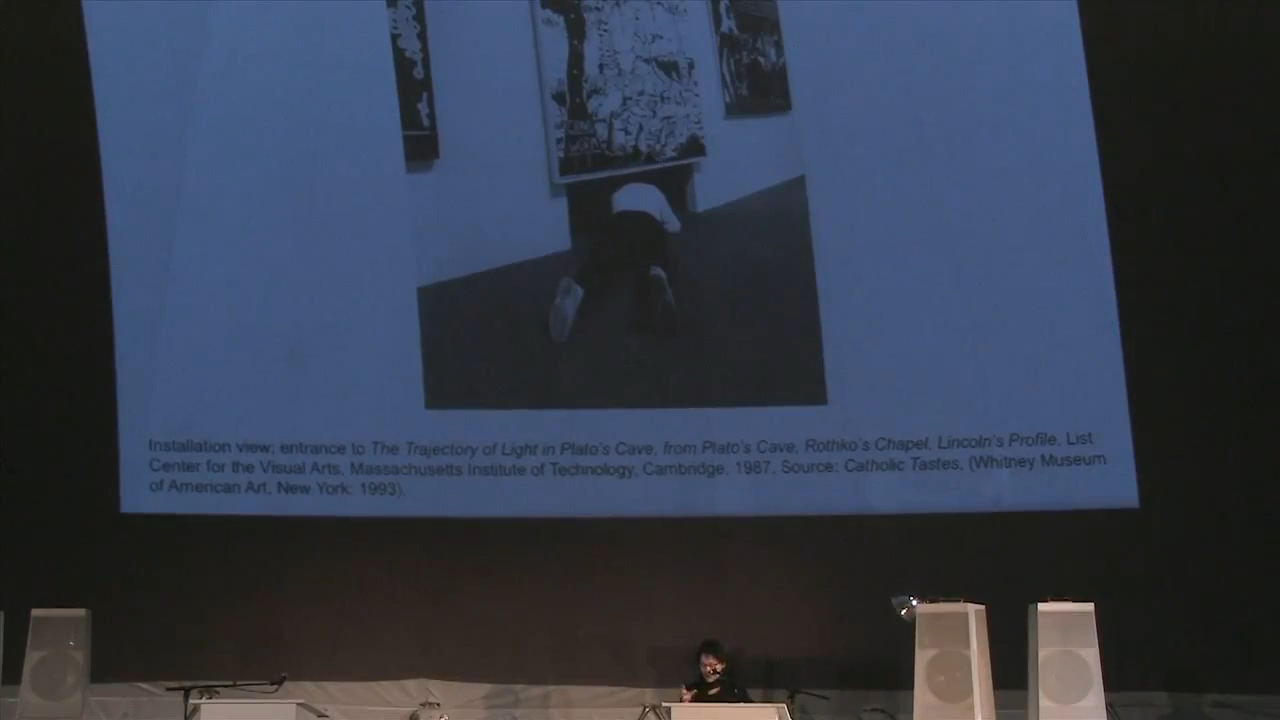 Installation view; entrance to The Trajectory of Light in Plato's Cave, from Plato's Cave, Rothko's Chapel, Lincoln's Profile, List
Center for the Visual Arts, Massachusetts Institute of Technology, Cambridge, 1987. Source: Catholic Tastes, (Whitney Museum
of American Art, New York: 1993).